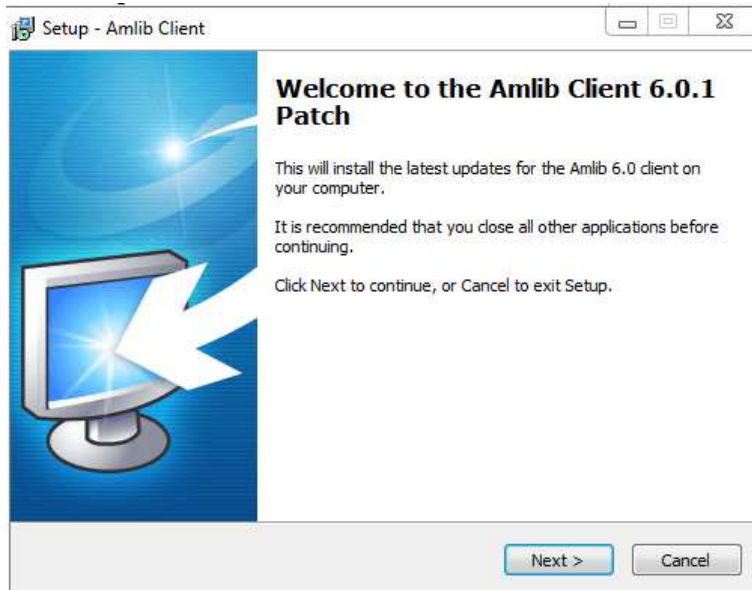 Setup - Amlib Client
Welcome to the Amlib Client 6.0.1
Patch
This will install the latest updates for the Amlib 6.0 client on
your computer.
It is recommended that you close all other applications before
continuing.
Click Next to continue, or Cancel to exit Setup.
Next >
Cancel